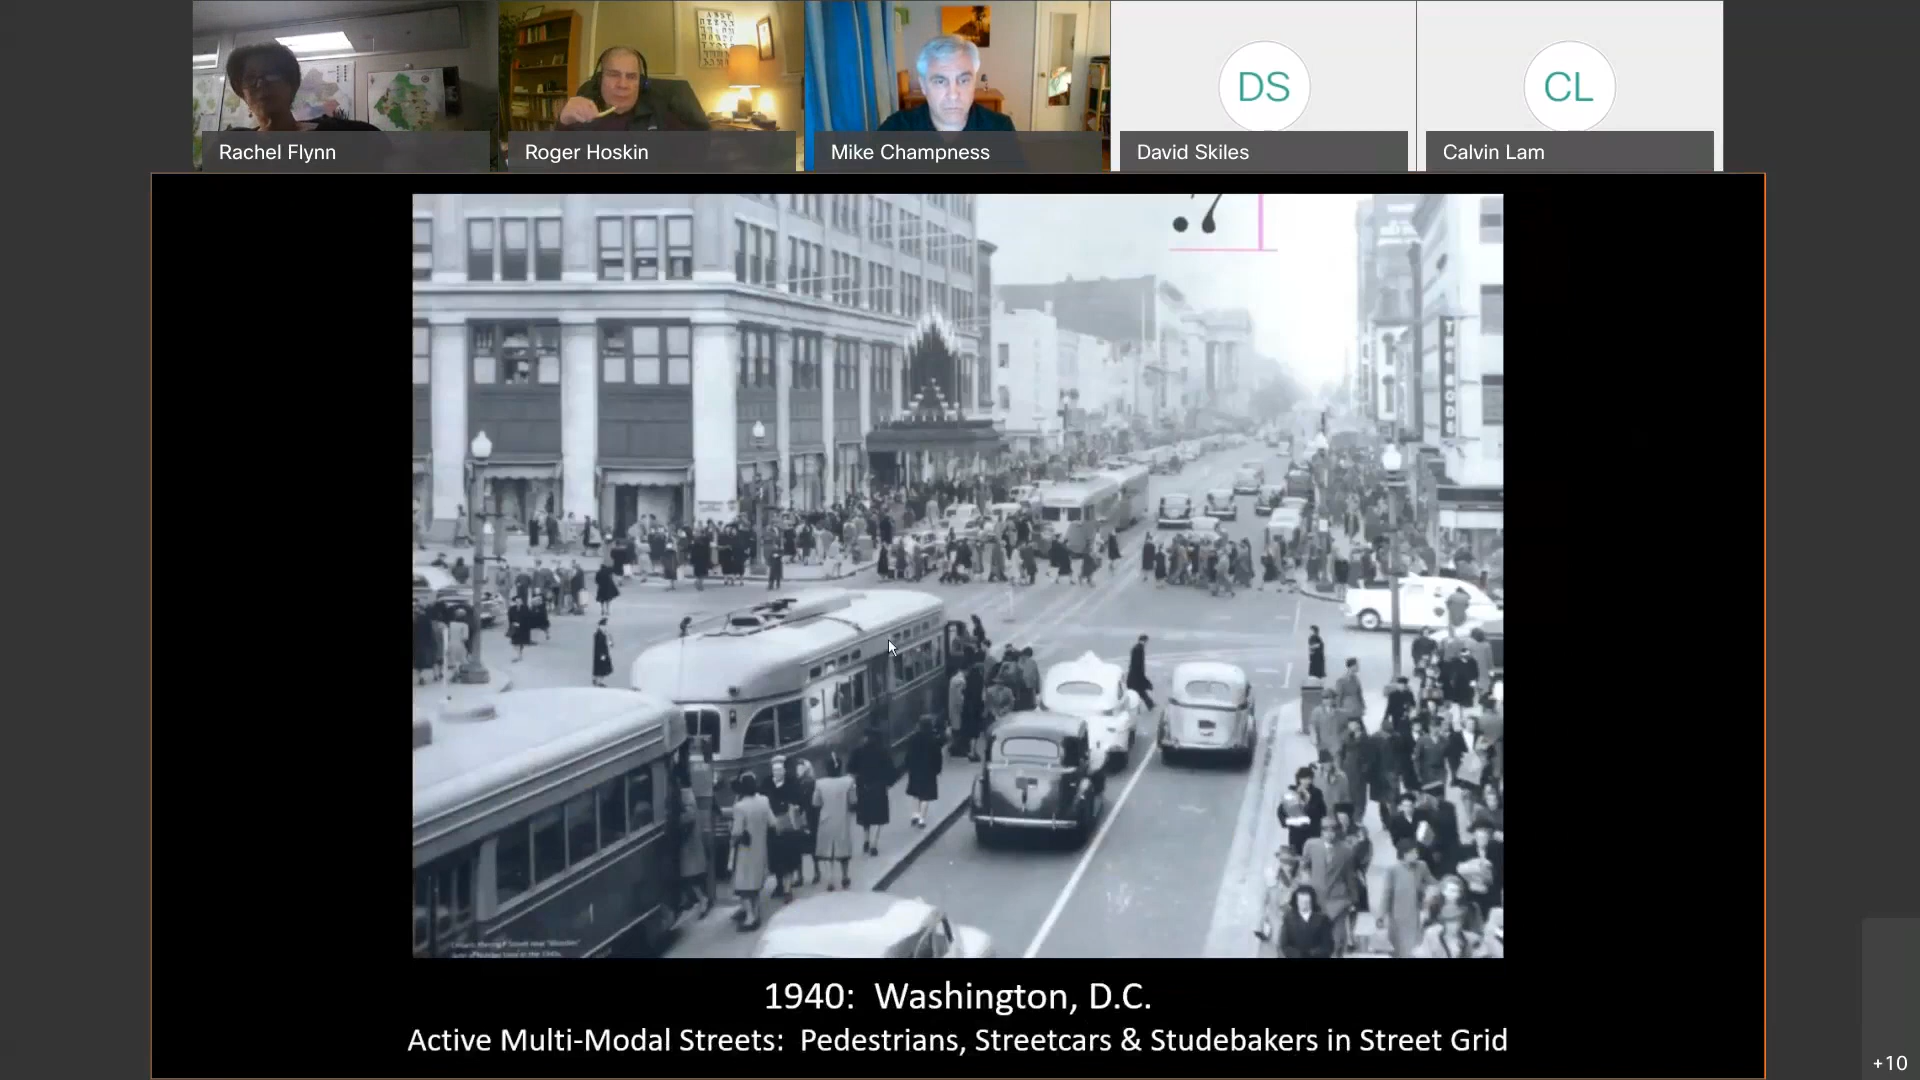 DS
CL
Rachel Flynn
Roger Hoskin
Mike Champness
David Skiles
Calvin Lam
1940: Washington, D.C.
Active Multi-Modal Streets: Pedestrians, Streetcars & Studebakers in Street Grid
+10